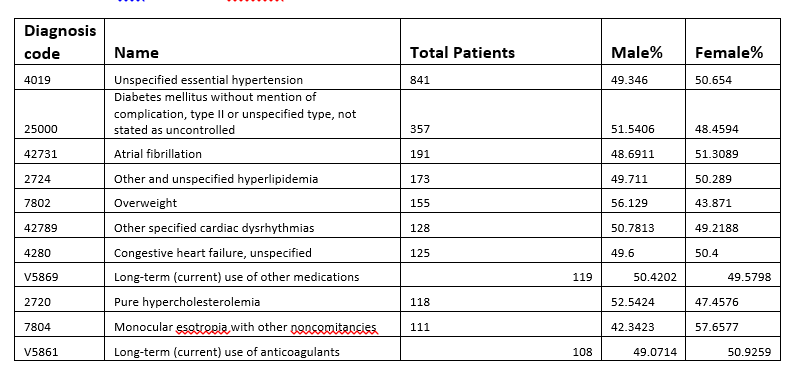 Diagnosis code Name Total Patients Male% Female%
4019 Unspecified essential hypertension 841 49.346 50.654
Diabetes mellitus without mention of
complication, type II or unspecified type, not
25000 stated as uncontrolled 357 51.5406 48.4594
42731 Atrial fibrillation 191 48.6911 51.3089
2724 Other and unspecified hyperlipidemia 173 49.711 50.289
7802 Overweight 155 56.129 43.871
42789 Other specified cardiac dysrhythmias 128 50.7813 49.2188
4280 Congestive heart failure, unspecified 125 49.6 50.4
V5869 Long-term (current) use of other medications 119 50.4202 49.5798
2720 Pure hypercholesterolemia 118 52.5424 47.4576
7804 Monocular esotropia with other noncomitancies 111 42.3423 57.6577
V5861 Long-term (current) use of anticoagulants 108 49.0714 50.9259